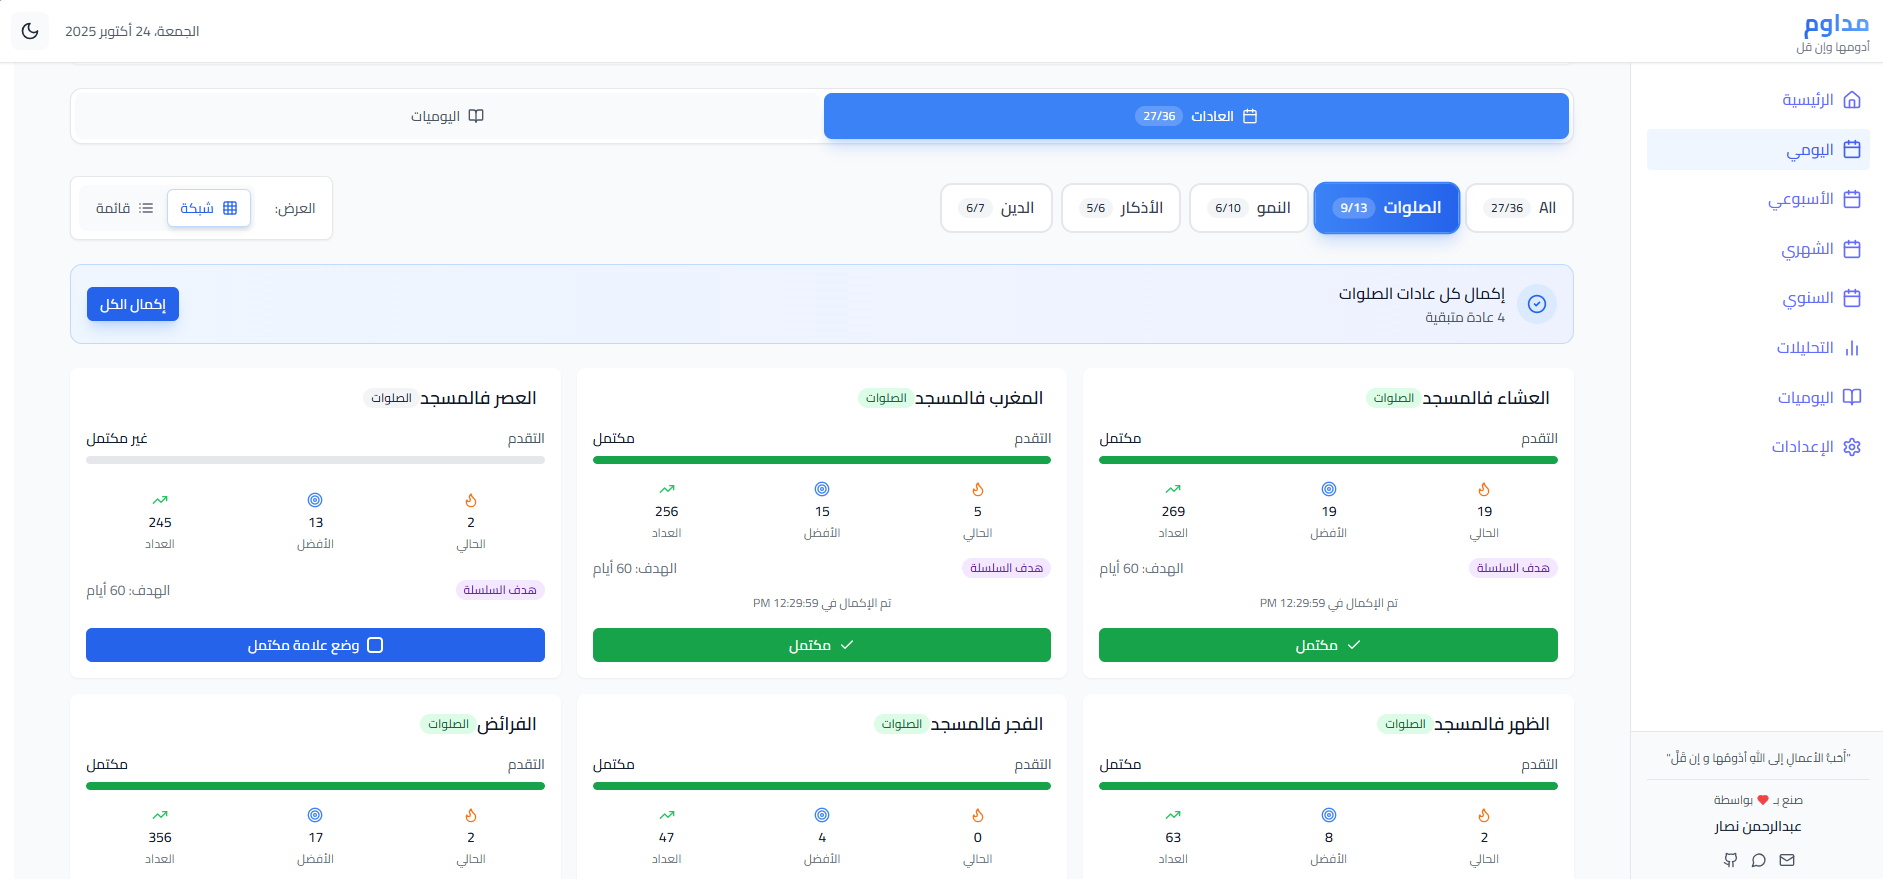 مداوم
أدومها وإن قل
الجمعة، 24 أكتوبر 2025
الرئيسية
اليومي
الأسبوعي
الشهري
السنوي
التحليلات
اليوميات
الإعدادات
"أَحَبُّ الأعمالِ إلى اللهِ أدْوَمُها و إن قَلَّ"
صنع بـ ❤ بواسطة
عبدالرحمن نصار
العادات 27/36
اليوميات
All 27/36
الصلوات 9/13
النمو 6/10
الأذكار 5/6
الدين 6/7
العرض:
شبكة
قائمة
إكمال كل عادات الصلوات
4 عادة متبقية
إكمال الكل
العشاء فالمسجد الصلوات
التقدم مكتمل
19 19 269
الحالي الأفضل العداد
هدف السلسلة الهدف: 60 أيام
تم الإكمال في 12:29:59 PM
مكتمل
المغرب فالمسجد الصلوات
التقدم مكتمل
5 15 256
الحالي الأفضل العداد
هدف السلسلة الهدف: 60 أيام
تم الإكمال في 12:29:59 PM
مكتمل
العصر فالمسجد الصلوات
التقدم غير مكتمل
2 13 245
الحالي الأفضل العداد
هدف السلسلة الهدف: 60 أيام
وضع علامة مكتمل
الظهر فالمسجد الصلوات
التقدم مكتمل
2 8 63
الحالي الأفضل العداد
الفجر فالمسجد الصلوات
التقدم مكتمل
0 4 47
الحالي الأفضل العداد
الفرائض الصلوات
التقدم مكتمل
2 17 356
الحالي الأفضل العداد